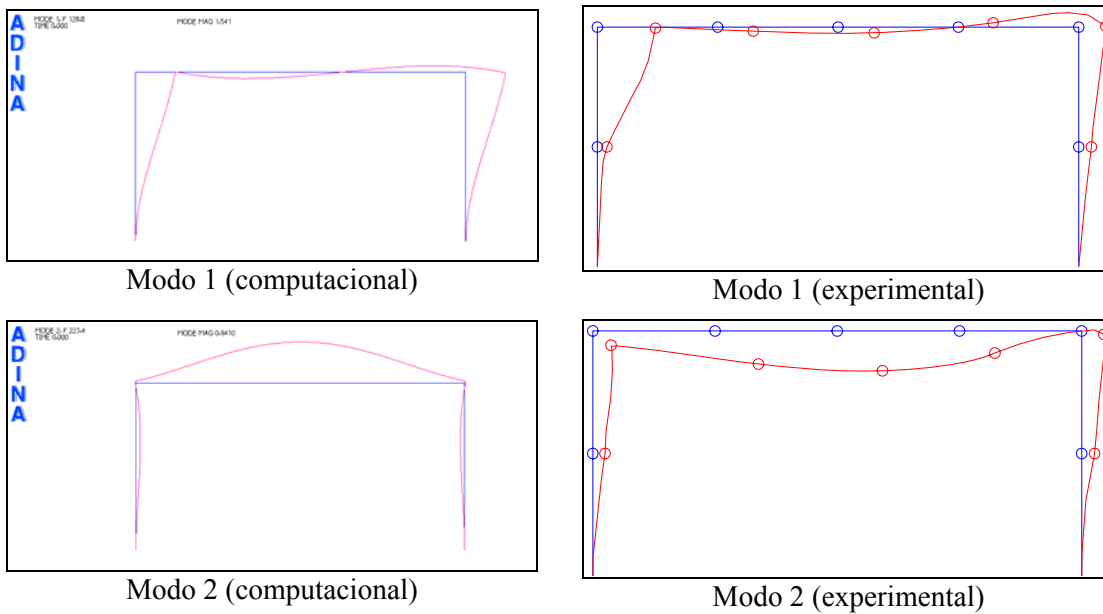 ADINA
MODE 1, F 126.8
TIME 0.000
MODE MAG 1.541
Modo 1 (computacional)
Modo 1 (experimental)
ADINA
MODE 2, F 223.4
TIME 0.000
MODE MAG 0.9410
Modo 2 (computacional)
Modo 2 (experimental)